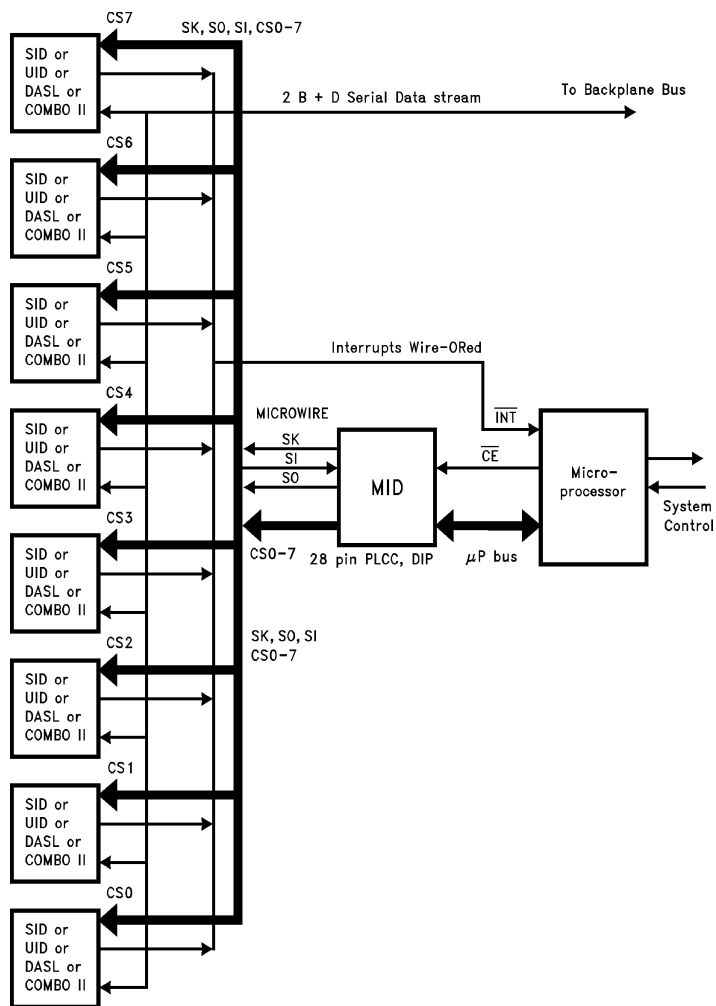 CS7
SK, SO, SI, CS0-7
SID or
UID or
DASL or
COMBO II
2 B + D Serial Data stream
To Backplane Bus
CS6
SID or
UID or
DASL or
COMBO II
CS5
SID or
UID or
DASL or
COMBO II
Interrupts Wire-ORed
CS4
SID or
UID or
DASL or
COMBO II
MICROWIRE
SK
SI
SO
MID
INT
CE
Micro-
processor
System
Control
CS0-7
28 pin PLCC, DIP
μP bus
CS3
SID or
UID or
DASL or
COMBO II
SK, SO, SI
CS0-7
CS2
SID or
UID or
DASL or
COMBO II
CS1
SID or
UID or
DASL or
COMBO II
CS0
SID or
UID or
DASL or
COMBO II